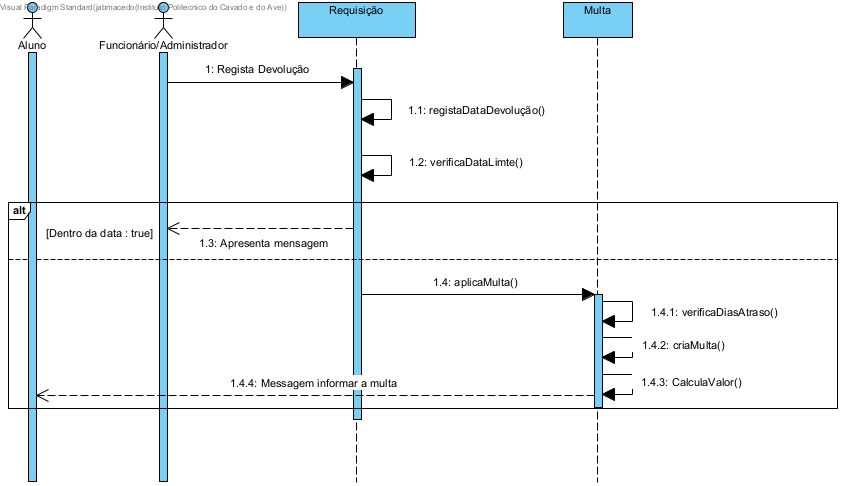 Visual Paradigm Standard(jabmacedo(Instituto Politecnico do Cavado e do Ave))
Requisição
Multa
Aluno
Funcionário/Administrador
1: Regista Devolução
1.1: registaDataDevolução()
1.2: verificaDataLimte()
alt
[Dentro da data : true]
1.3: Apresenta mensagem
1.4: aplicaMulta()
1.4.1: verificaDiasAtraso()
1.4.2: criaMulta()
1.4.3: CalculaValor()
1.4.4: Messagem informar a multa